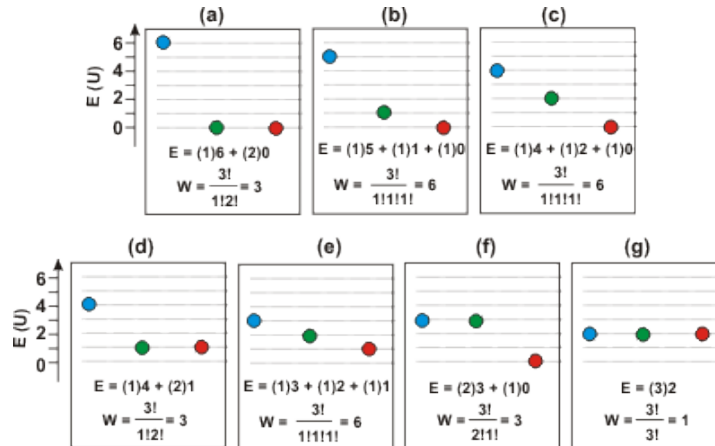 (a) (b) (c)
E (U)
6
4
2
0
E = (1)6 + (2)0
W = 3!/1!2! = 3
E = (1)5 + (1)1 + (1)0
W = 3!/1!1!1! = 6
E = (1)4 + (1)2 + (1)0
W = 3!/1!1!1! = 6
(d) (e) (f) (g)
E (U)
6
4
2
0
E = (1)4 + (2)1
W = 3!/1!2! = 3
E = (1)3 + (1)2 + (1)1
W = 3!/1!1!1! = 6
E = (2)3 + (1)0
W = 3!/2!1! = 3
E = (3)2
W = 3!/3! = 1